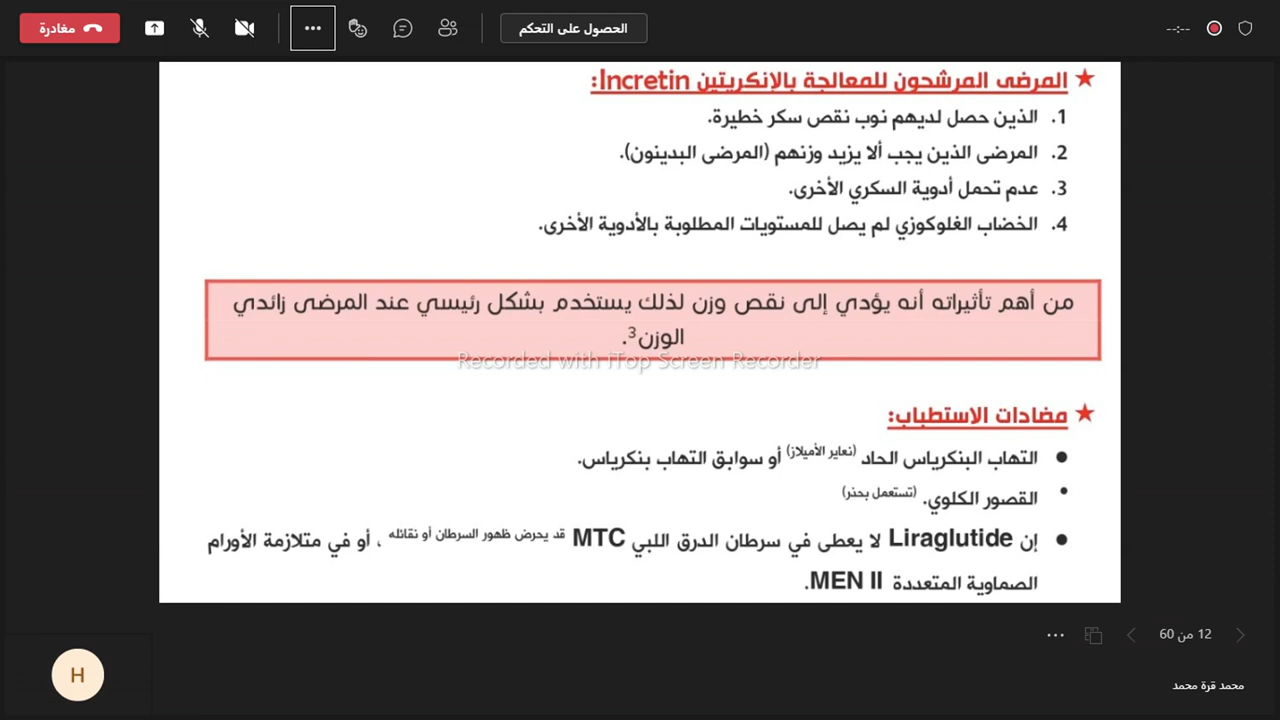 مغادرة
الحصول على التحكم
--:--
المرضى المرشحون للمعالجة بالإنكريتين Incretin:
1. الذين حصل لديهم نوب نقص سكر خطيرة.
2. المرضى الذين يجب ألا يزيد وزنهم (المرضى البدينون).
3. عدم تحمل أدوية السكري الأخرى.
4. الخضاب الغلوكوزي لم يصل للمستويات المطلوبة بالأدوية الأخرى.
من أهم تأثيراته أنه يؤدي إلى نقص وزن لذلك يستخدم بشكل رئيسي عند المرضى زائدي
الوزن3.
Recorded with iTop Screen Recorder
مضادات الاستطباب:
التهاب البنكرياس الحاد (نعاير الأميلاز) أو سوابق التهاب بنكرياس.
القصور الكلوي. (تستعمل بحذر)
إن Liraglutide لا يعطى في سرطان الدرق اللبي MTC قد يحرض ظهور السرطان أو نقائله ، أو في متلازمة الأورام
الصماوية المتعددة MEN II.
12 من 60
H
محمد قرة محمد